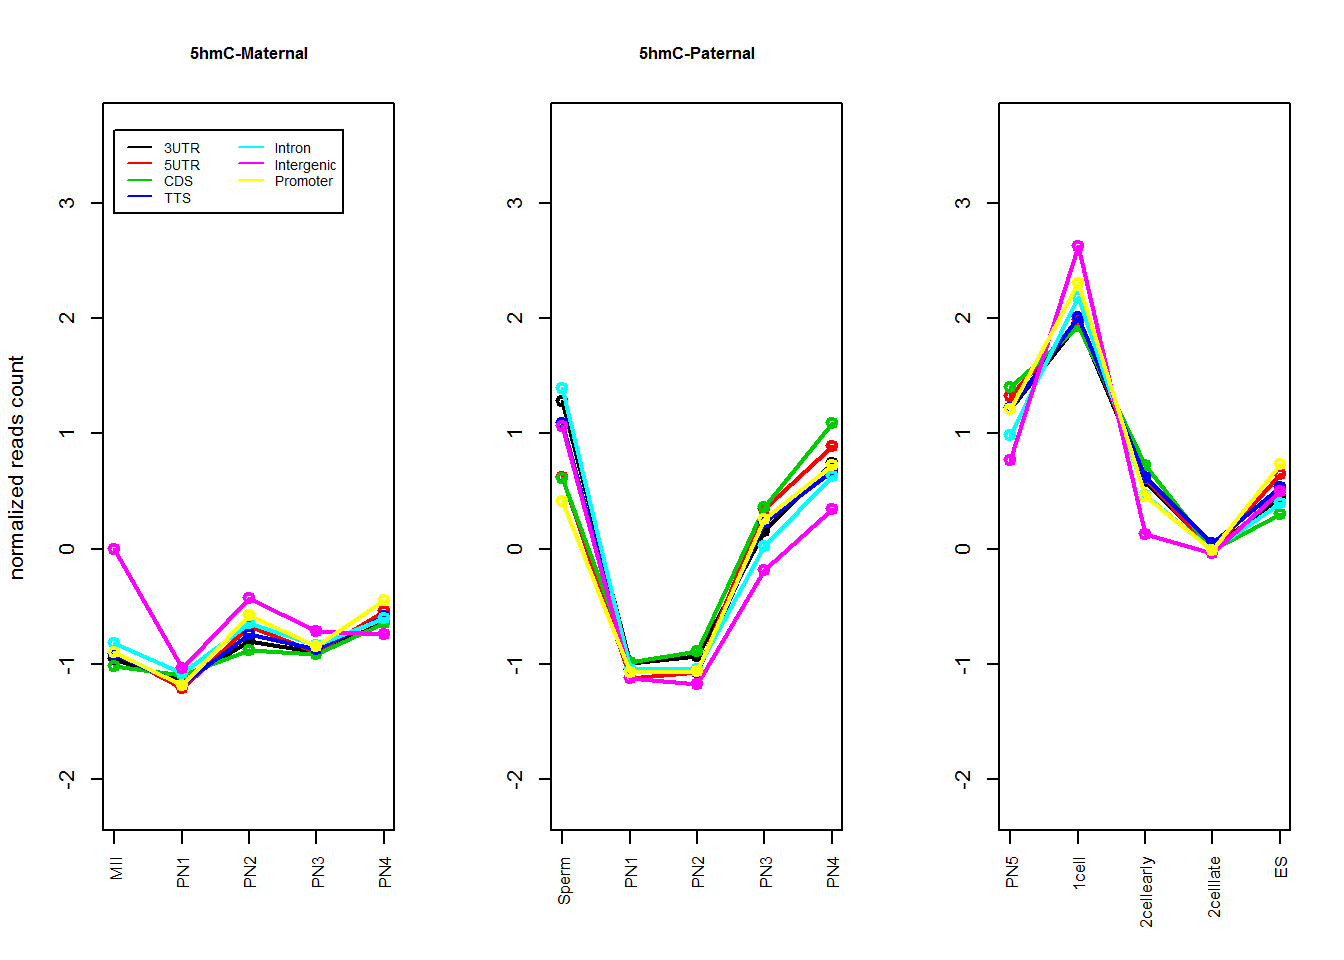 5hmC-Maternal
5hmC-Paternal
normalized reads count
3UTR
5UTR
CDS
TTS
Intron
Intergenic
Promoter
3
2
1
0
-1
-2
MII
PN1
PN2
PN3
PN4
3
2
1
0
-1
-2
Sperm
PN1
PN2
PN3
PN4
3
2
1
0
-1
-2
PN5
1cell
2cellearly
2celllate
ES